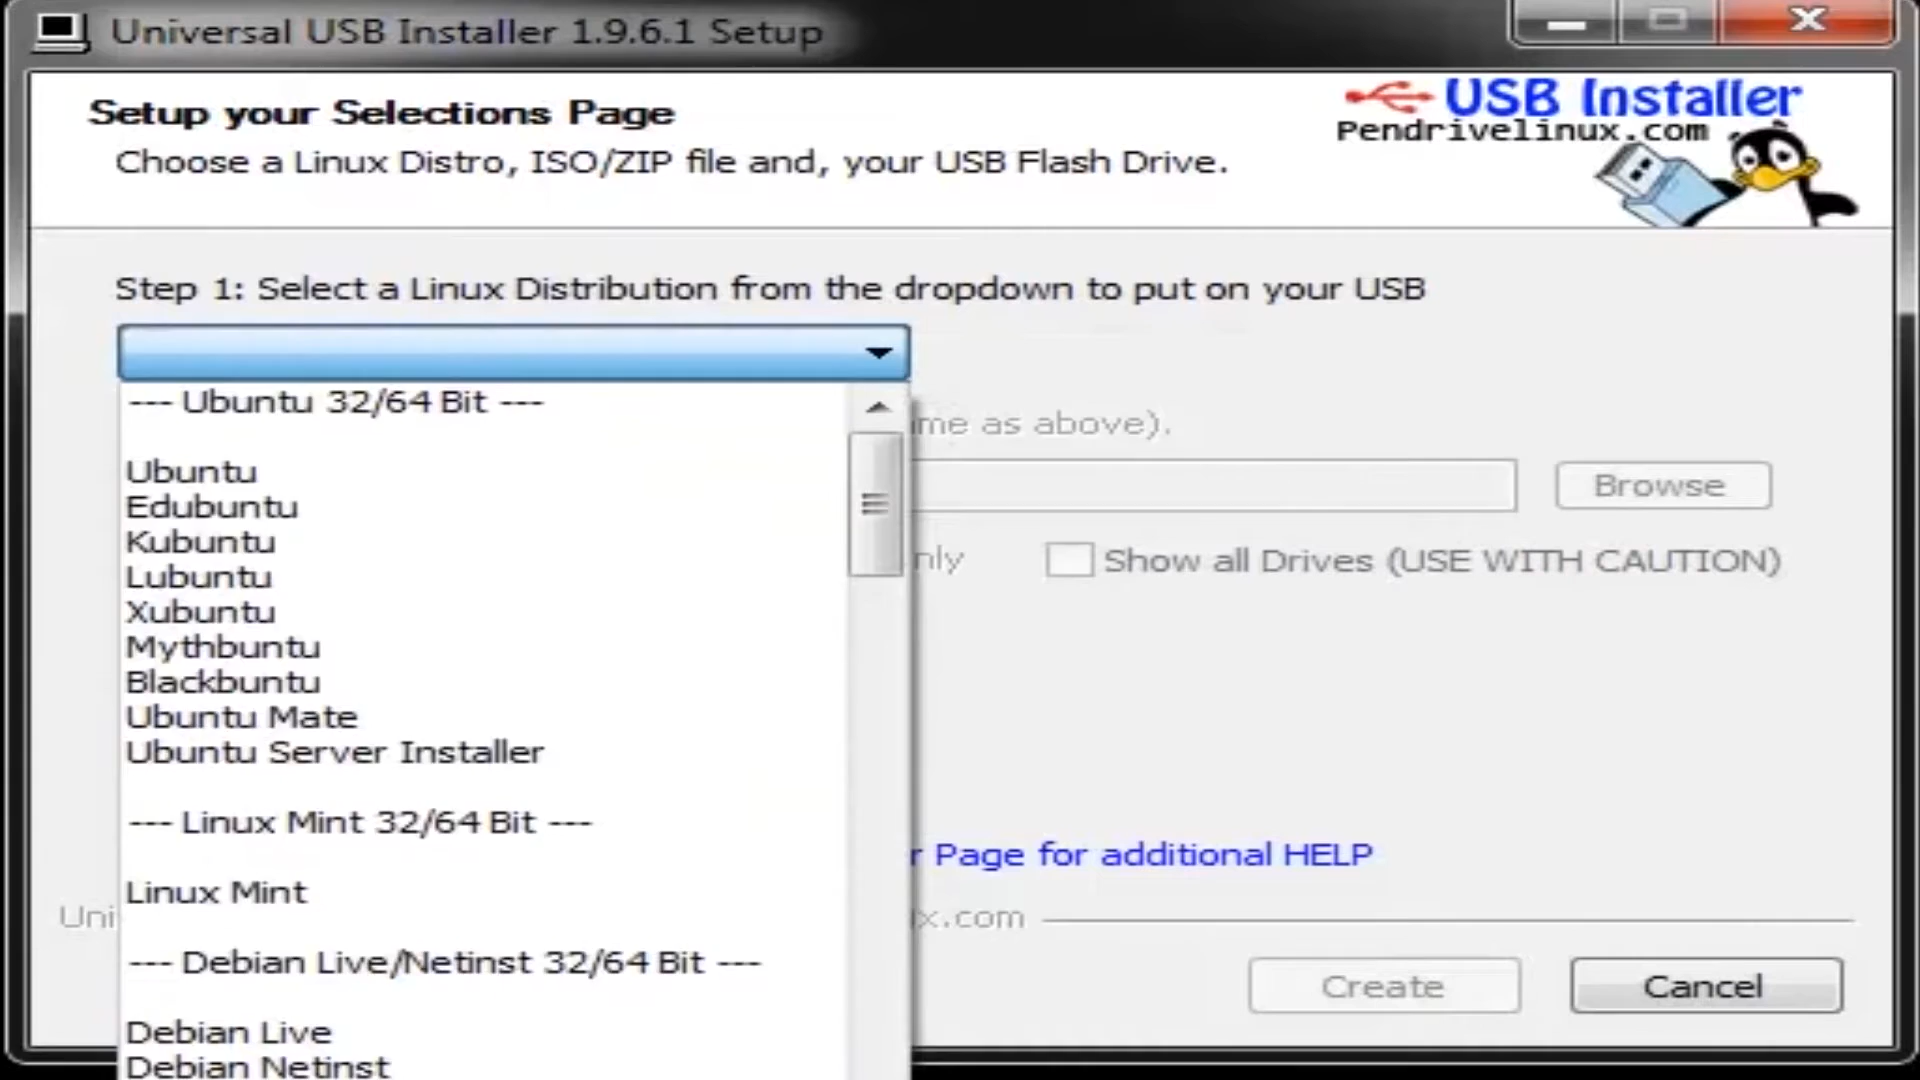 Universal USB Installer 1.9.6.1 Setup
Setup your Selections Page
Choose a Linux Distro, ISO/ZIP file and, your USB Flash Drive.
USB Installer
Pendrivelinux.com
Step 1: Select a Linux Distribution from the dropdown to put on your USB
--- Ubuntu 32/64 Bit ---
as above).
Ubuntu
Browse
Edubuntu
Kubuntu
Show all Drives (USE WITH CAUTION)
Lubuntu
Xubuntu
Mythbuntu
Blackbuntu
Ubuntu Mate
Ubuntu Server Installer
--- Linux Mint 32/64 Bit ---
Page for additional HELP
Linux Mint
--- Debian Live/Netinst 32/64 Bit ---
Create
Cancel
Debian Live
Debian Netinst